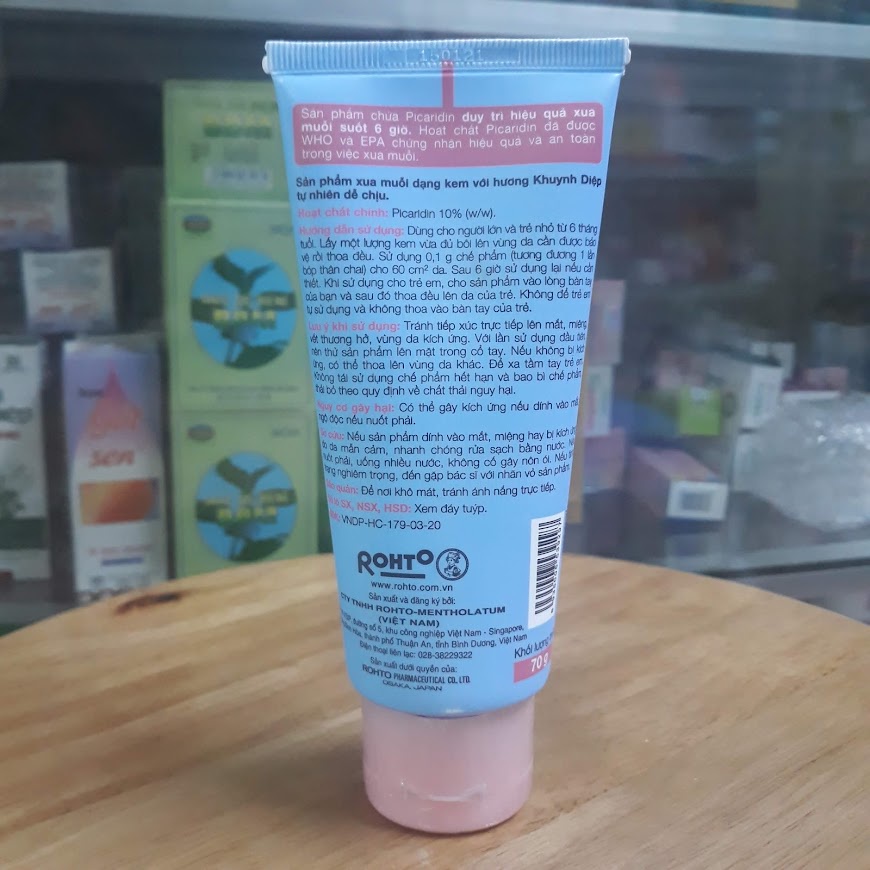 Sản phẩm chứa Picaridin duy trì hiệu quả xua
muỗi suốt 6 giờ. Hoạt chất Picaridin đã được
WHO và EPA chứng nhận hiệu quả và an toàn
trong việc xua muỗi.
Sản phẩm xua muỗi dạng kem với hương Khuynh Diệp
tự nhiên dễ chịu.
Hoạt chất chính: Picaridin 10% (w/w).
Hướng dẫn sử dụng: Dùng cho người lớn và trẻ nhỏ từ 6 tháng
tuổi. Lấy một lượng kem vừa đủ bôi lên vùng da cần được bảo
vệ rồi thoa đều. Sử dụng 0,1 g chế phẩm (tương đương 1 lần
bóp thân chai) cho 60 cm² da. Sau 6 giờ sử dụng lại nếu cần
thiết. Khi sử dụng cho trẻ em, cho sản phẩm vào lòng bàn tay
của bạn và sau đó thoa đều lên da của trẻ. Không để trẻ em
tự sử dụng và không thoa vào bàn tay của trẻ.
Lưu ý khi sử dụng: Tránh tiếp xúc trực tiếp lên mắt, miệng,
vết thương hở, vùng da kích ứng. Với lần sử dụng đầu tiên,
nên thử sản phẩm lên mặt trong cổ tay. Nếu không bị kích
ứng, có thể thoa lên vùng da khác. Để xa tầm tay trẻ em.
Không tái sử dụng chế phẩm hết hạn và bao bì chế phẩm,
thải bỏ theo quy định về chất thải nguy hại.
Nguy cơ gây hại: Có thể gây kích ứng nếu dính vào mắt,
ngộ độc nếu nuốt phải.
Sơ cứu: Nếu sản phẩm dính vào mắt, miệng hay bị kích ứng
do da mẫn cảm, nhanh chóng rửa sạch bằng nước.
nuốt phải, uống nhiều nước, không cố gây nôn ói. Nếu
trạng nghiêm trọng, đến gặp bác sĩ với nhãn vỏ sản phẩm.
Bảo quản: Để nơi khô mát, tránh ánh nắng trực tiếp.
Số lô SX, NSX, HSD: Xem đáy tuýp.
VNDP-HC-179-03-20
ROHTO
www.rohto.com.vn
Sản xuất và đăng ký bởi:
CTY TNHH ROHTO-MENTHOLATUM
(VIỆT NAM)
đường số 5, khu công nghiệp Việt Nam - Singapore,
Hòa, thành phố Thuận An, tỉnh Bình Dương, Việt Nam
Điện thoại liên lạc: 028-38229322
Sản xuất dưới quyền của:
ROHTO PHARMACEUTICAL CO., LTD.
OSAKA, JAPAN
Khối lượng
70 g
sen